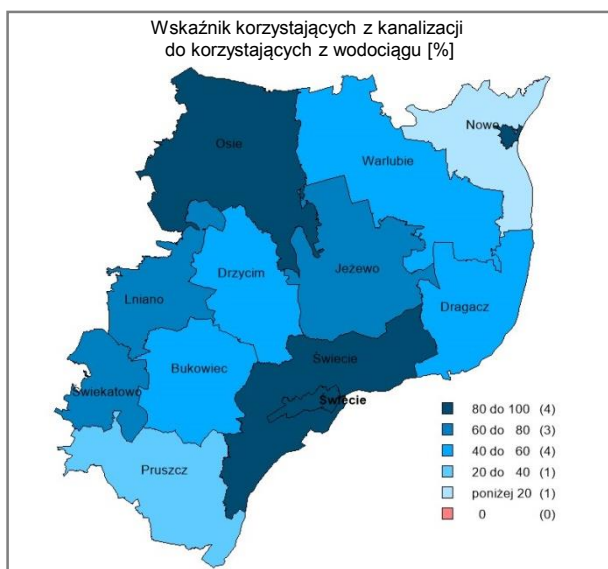 Wskaźnik korzystających z kanalizacji
do korzystających z wodociągu [%]
Nowe
Osie
Warlubie
Drzycim
Jeżewo
Lniano
Dragacz
Świecie
Bukowiec
Świekatowo
Świecie
Pruszcz
80 do 100 (4)
60 do 80 (3)
40 do 60 (4)
20 do 40 (1)
poniżej 20 (1)
0 (0)